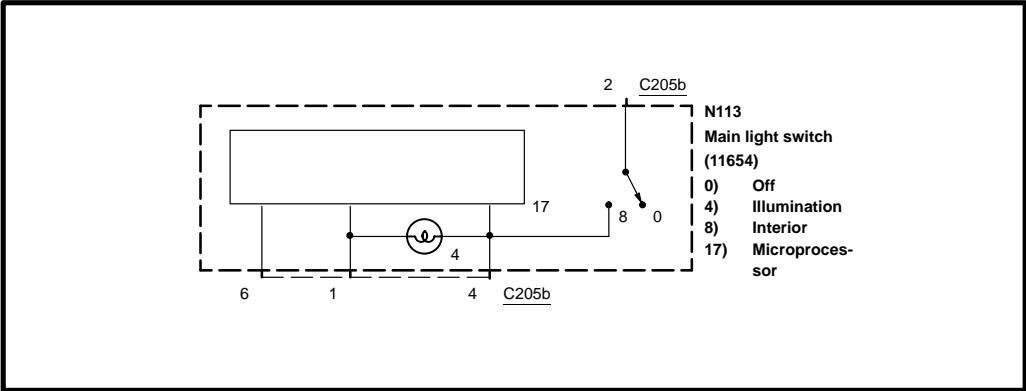 2 C205b
N113
Main light switch
(11654)
0) Off
4) Illumination
8) Interior
17) Microproces-
sor
17
8 0
4
6 1 4 C205b